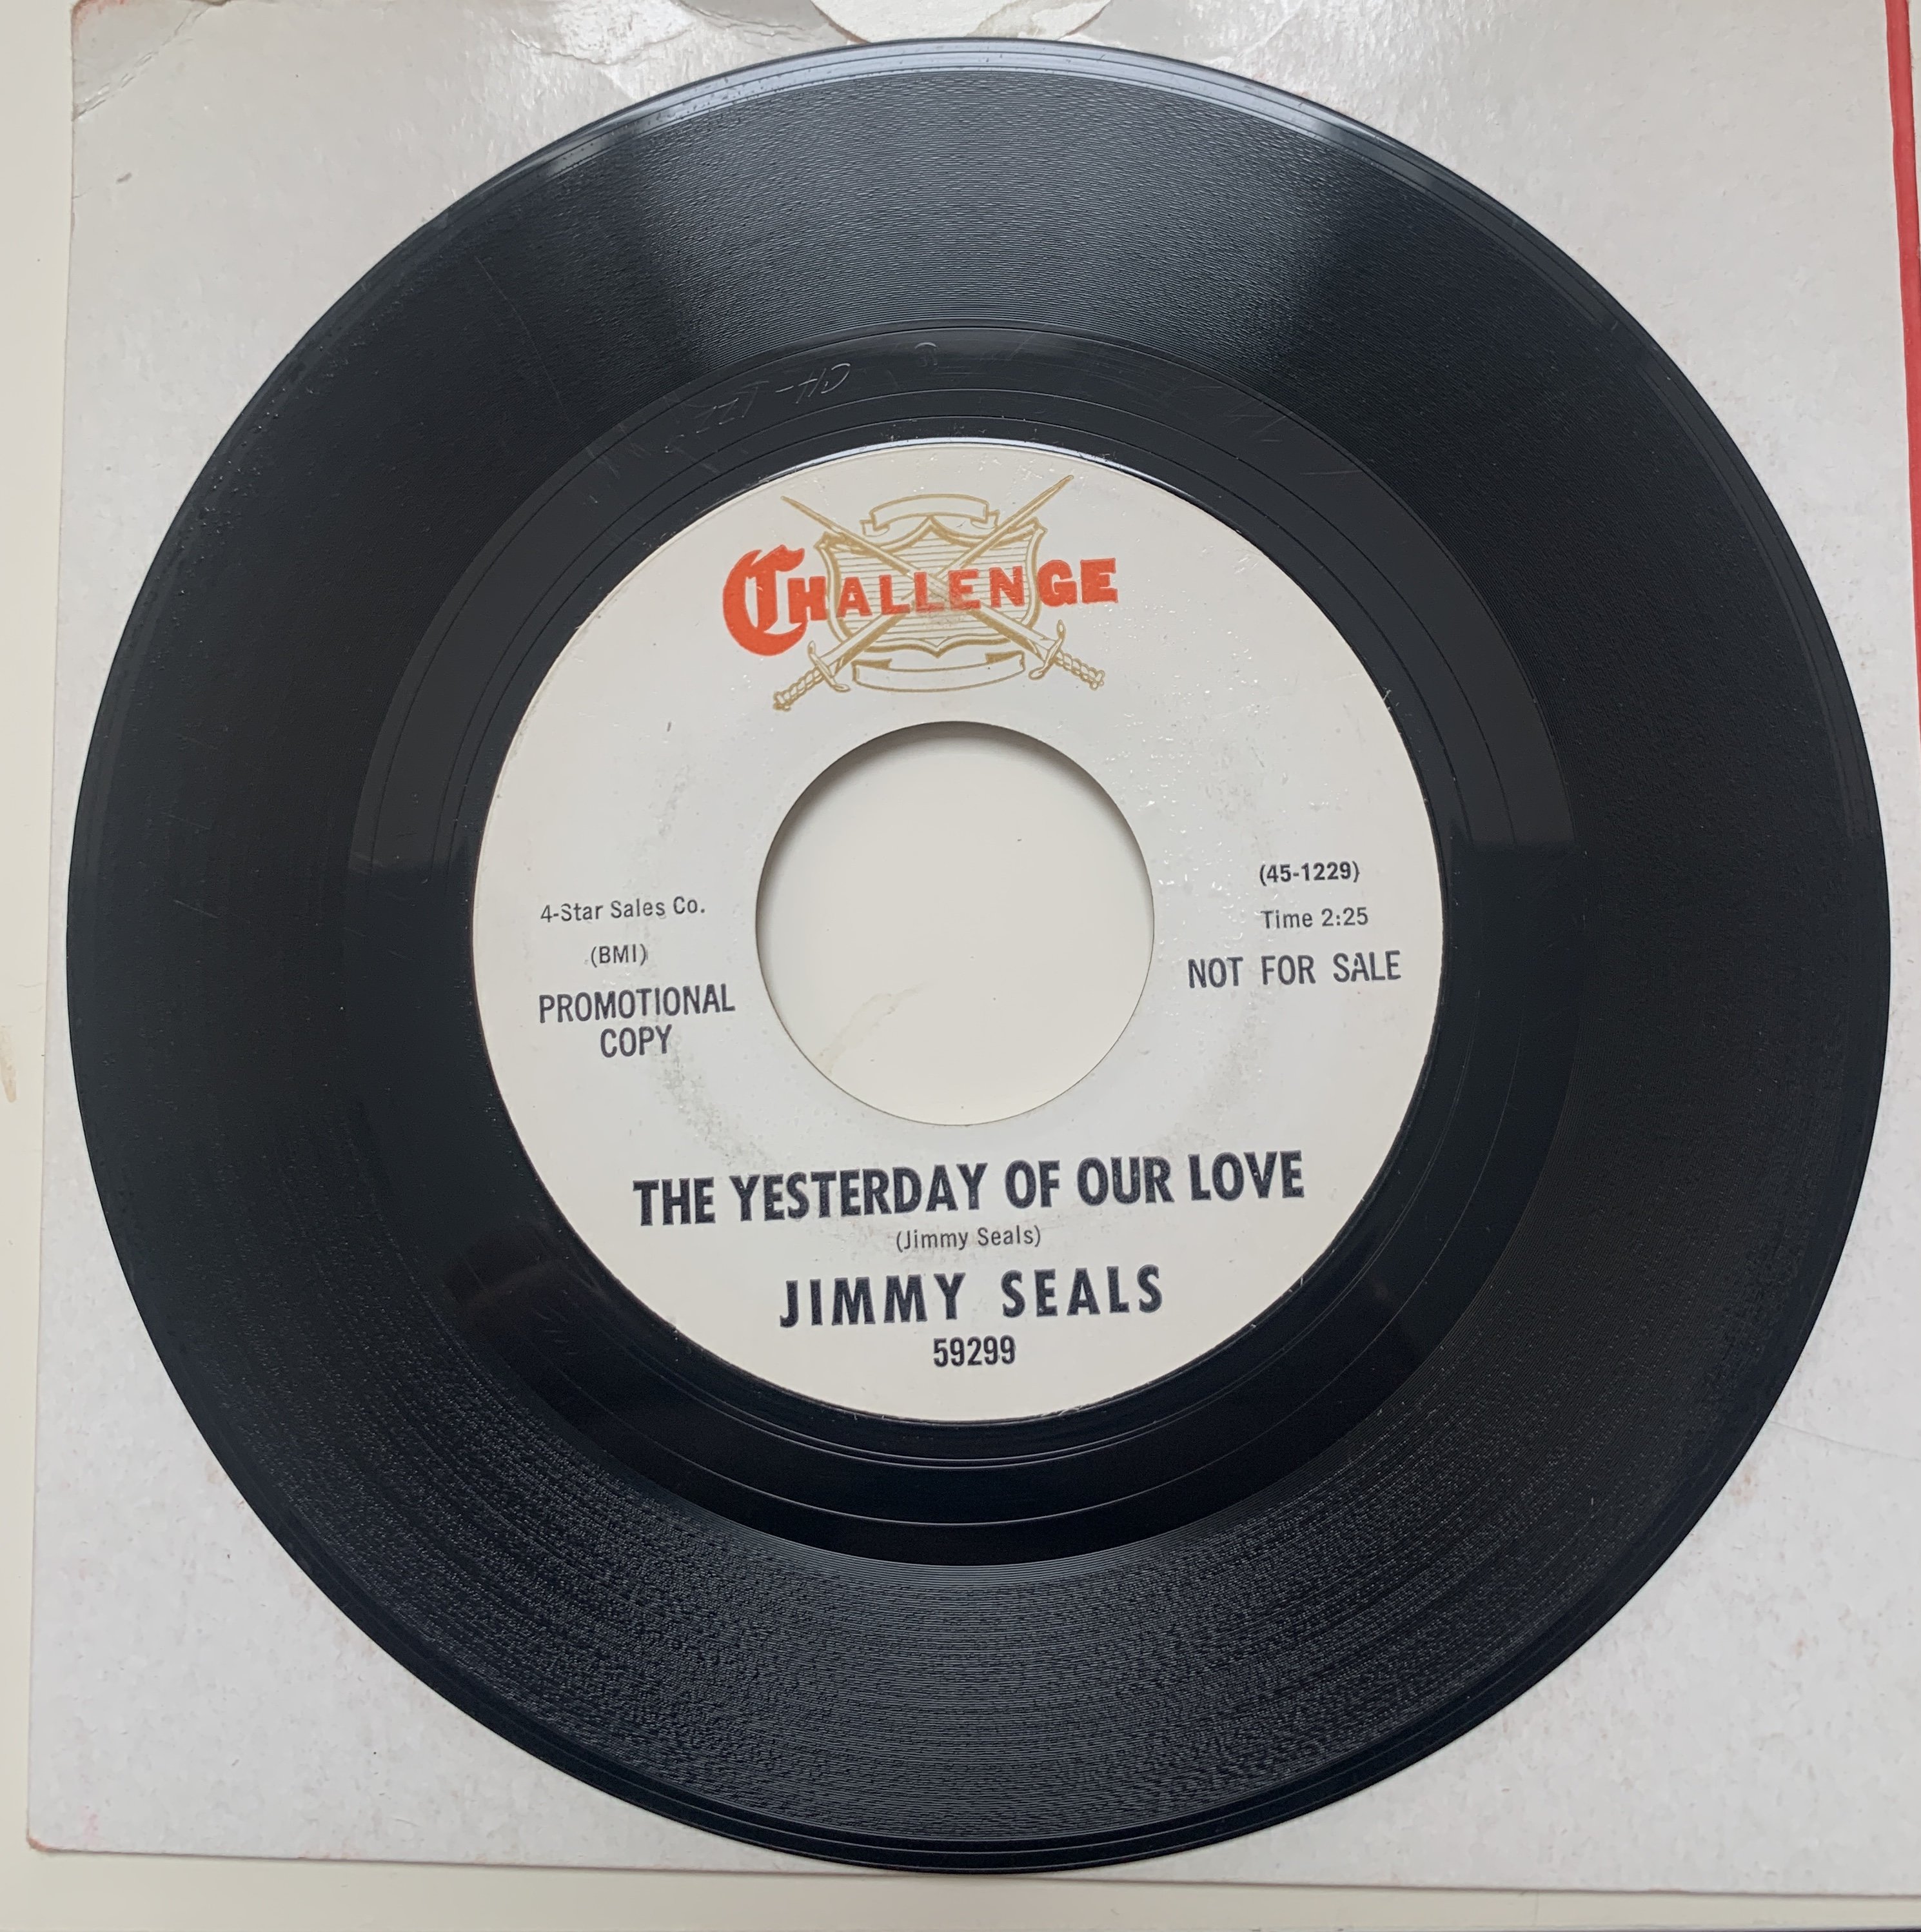 CHALLENGE
4-Star Sales Co.
(BMI)
PROMOTIONAL
COPY
(45-1229)
Time 2:25
NOT FOR SALE
THE YESTERDAY OF OUR LOVE
(Jimmy Seals)
JIMMY SEALS
59299